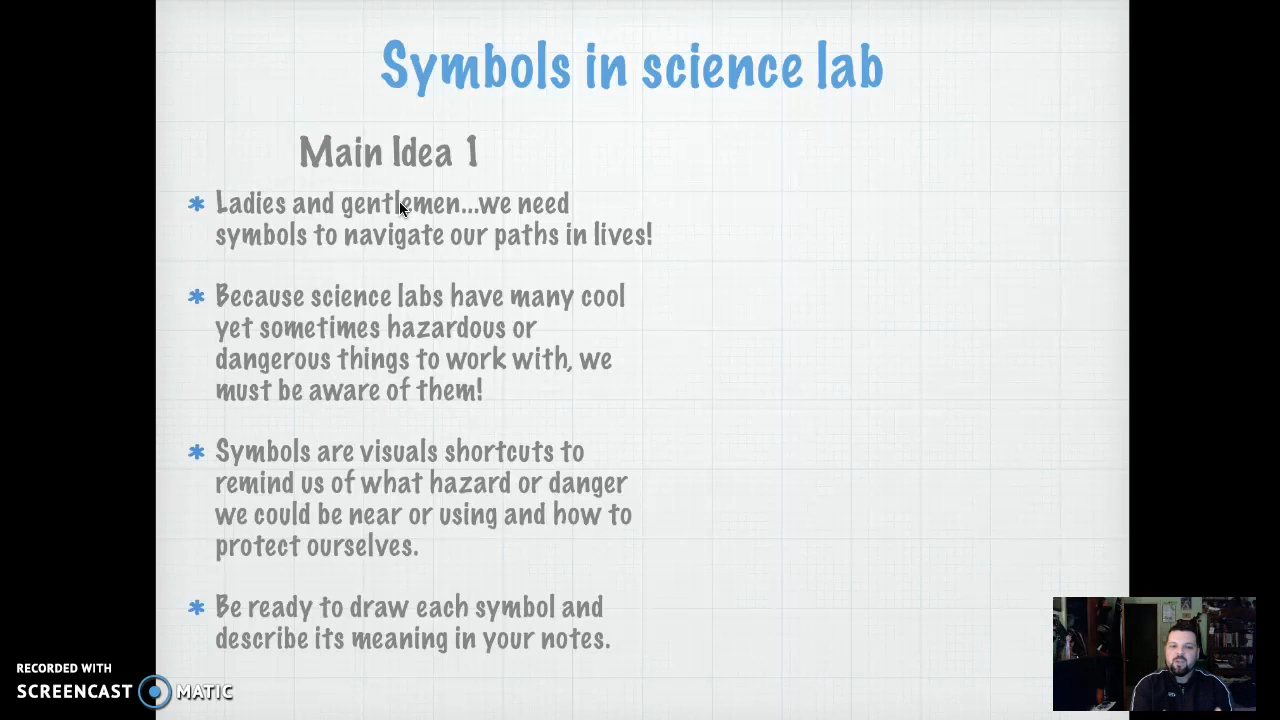 Symbols in science lab
Main Idea 1
* Ladies and gentlemen...we need
symbols to navigate our paths in lives!
* Because science labs have many cool
yet sometimes hazardous or
dangerous things to work with, we
must be aware of them!
* Symbols are visuals shortcuts to
remind us of what hazard or danger
we could be near or using and how to
protect ourselves.
* Be ready to draw each symbol and
describe its meaning in your notes.
RECORDED WITH
SCREENCAST MATIC